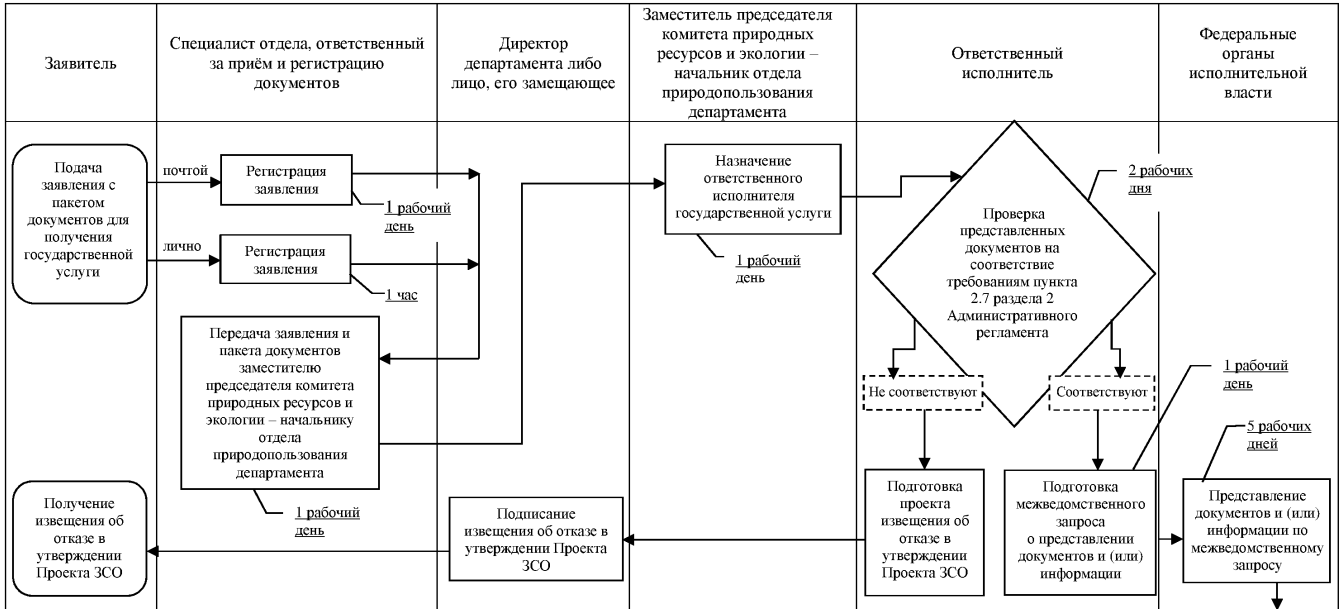 Заявитель
Специалист отдела, ответственный
за приём и регистрацию
документов
Директор
департамента либо
лицо, его замещающее
Заместитель председателя
комитета природных
ресурсов и экологии –
начальник отдела
природопользования
департамента
Ответственный
исполнитель
Федеральные
органы
исполнительной
власти
Подача
заявления с
пакетом
документов для
получения
государственной
услуги
почтой
Регистрация
заявления
1 рабочий
день
лично
Регистрация
заявления
1 час
Передача заявления и
пакета документов
заместителю
председателя комитета
природных ресурсов и
экологии – начальнику
отдела
природопользования
департамента
1 рабочий
день
Назначение
ответственного
исполнителя
государственной услуги
1 рабочий
день
Проверка
представленных
документов на
соответствие
требованиям пункта
2.7 раздела 2
Административного
регламента
2 рабочих
дня
Не соответствуют
Соответствуют
1 рабочий
день
5 рабочих
дней
Получение
извещения об
отказе в
утверждении
Проекта ЗСО
Подписание
извещения об отказе в
утверждении Проекта
ЗСО
Подготовка
проекта
извещения об
отказе в
утверждении
Проекта ЗСО
Подготовка
межведомственного
запроса
о представлении
документов и (или)
информации
Представление
документов и (или)
информации по
межведомственному
запросу